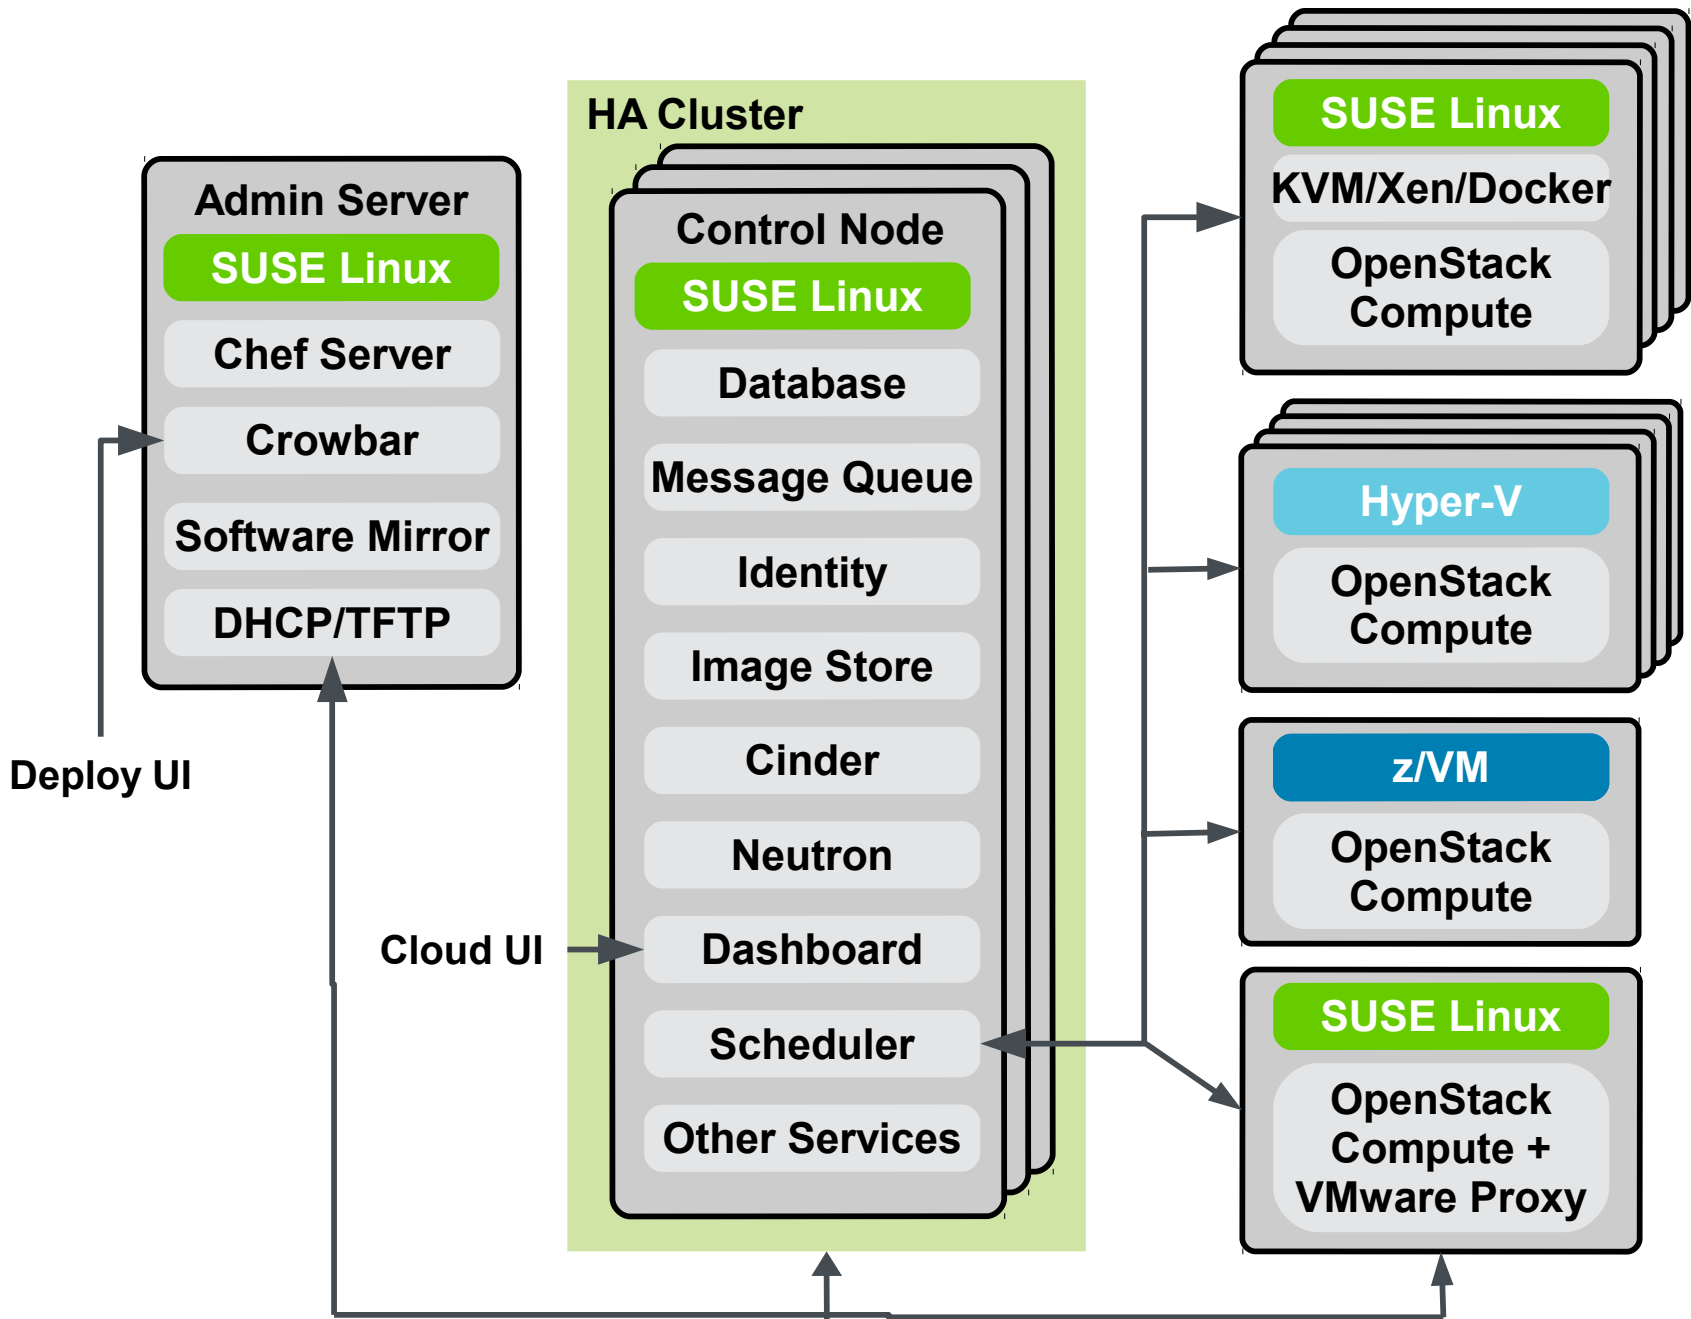 Admin Server
SUSE Linux
Chef Server
Crowbar
Software Mirror
DHCP/TFTP
Deploy UI
HA Cluster
Control Node
SUSE Linux
Database
Message Queue
Identity
Image Store
Cinder
Neutron
Cloud UI
Dashboard
Scheduler
Other Services
SUSE Linux
KVM/Xen/Docker
OpenStack
Compute
Hyper-V
OpenStack
Compute
z/VM
OpenStack
Compute
SUSE Linux
OpenStack
Compute +
VMware Proxy